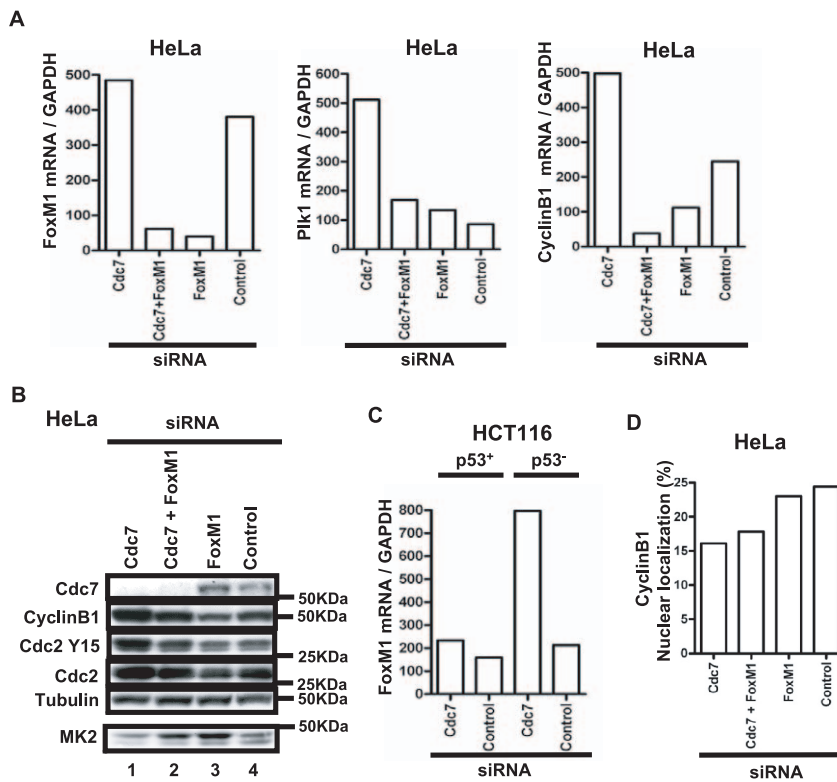 A
HeLa
HeLa
HeLa
FoxM1 mRNA / GAPDH
500
400
300
200
100
0
Cdc7
Cdc7+FoxM1
FoxM1
Control
siRNA
Plk1 mRNA / GAPDH
600
500
400
300
200
100
0
Cdc7
Cdc7+FoxM1
FoxM1
Control
siRNA
CyclinB1 mRNA / GAPDH
500
400
300
200
100
0
Cdc7
Cdc7+FoxM1
FoxM1
Control
siRNA
B
HeLa
siRNA
Cdc7
Cdc7 + FoxM1
FoxM1
Control
Cdc7
50KDa
CyclinB1
50KDa
Cdc2 Y15
25KDa
Cdc2
25KDa
Tubulin
50KDa
50KDa
MK2
1 2 3 4
C
HCT116
p53+ p53-
FoxM1 mRNA / GAPDH
800
700
600
500
400
300
200
100
0
Cdc7
Control
Cdc7
Control
siRNA
D
HeLa
CyclinB1
Nuclear localization (%)
25
20
15
10
5
0
Cdc7
Cdc7 + FoxM1
FoxM1
Control
siRNA